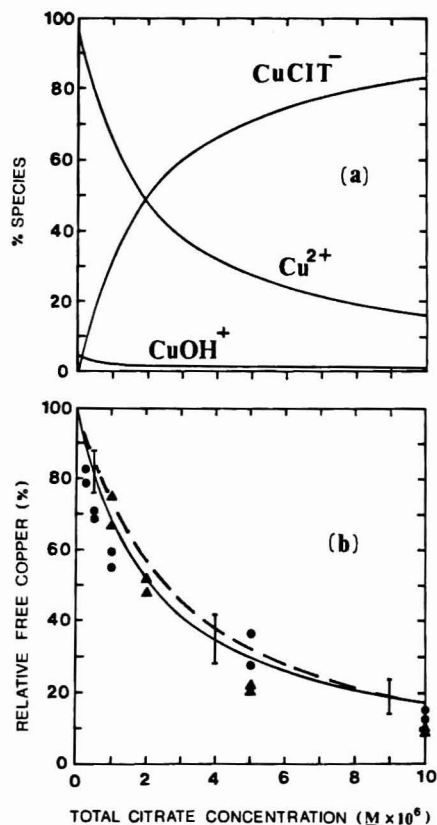 100
80
60
40
20
0
% SPECIES
CuCIT⁻
(a)
Cu²⁺
CuOH⁺
100
80
60
40
20
0
RELATIVE FREE COPPER (%)
(b)
0 2 4 6 8 10
TOTAL CITRATE CONCENTRATION (M x10⁶)